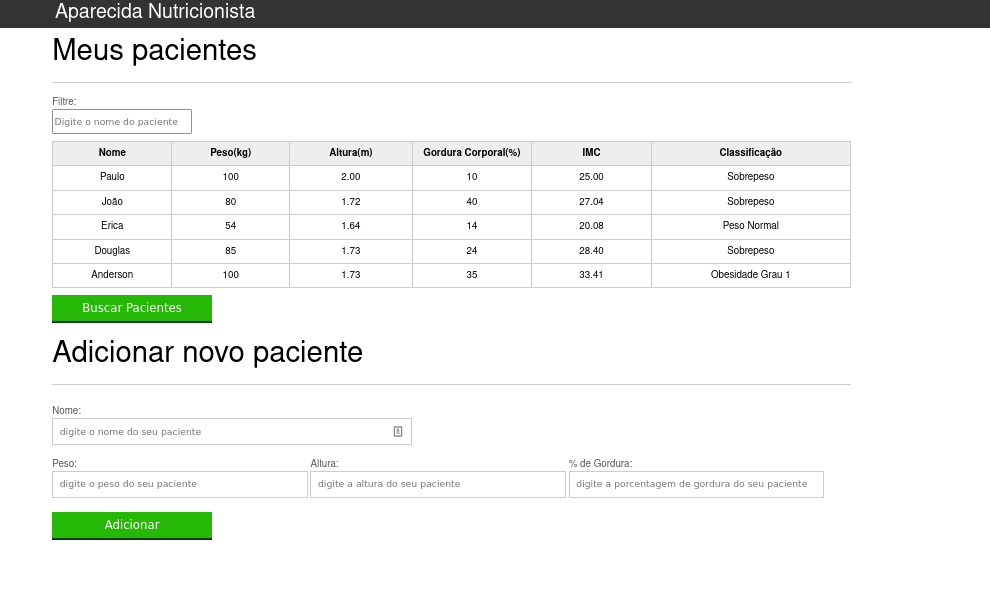 Aparecida Nutricionista
Meus pacientes
Filtre:
Digite o nome do paciente
Nome Peso(kg) Altura(m) Gordura Corporal(%) IMC Classificação
Paulo 100 2.00 10 25.00 Sobrepeso
João 80 1.72 40 27.04 Sobrepeso
Erica 54 1.64 14 20.08 Peso Normal
Douglas 85 1.73 24 28.40 Sobrepeso
Anderson 100 1.73 35 33.41 Obesidade Grau 1
Buscar Pacientes
Adicionar novo paciente
Nome:
digite o nome do seu paciente
Peso: Altura: % de Gordura:
digite o peso do seu paciente digite a altura do seu paciente digite a porcentagem de gordura do seu paciente
Adicionar